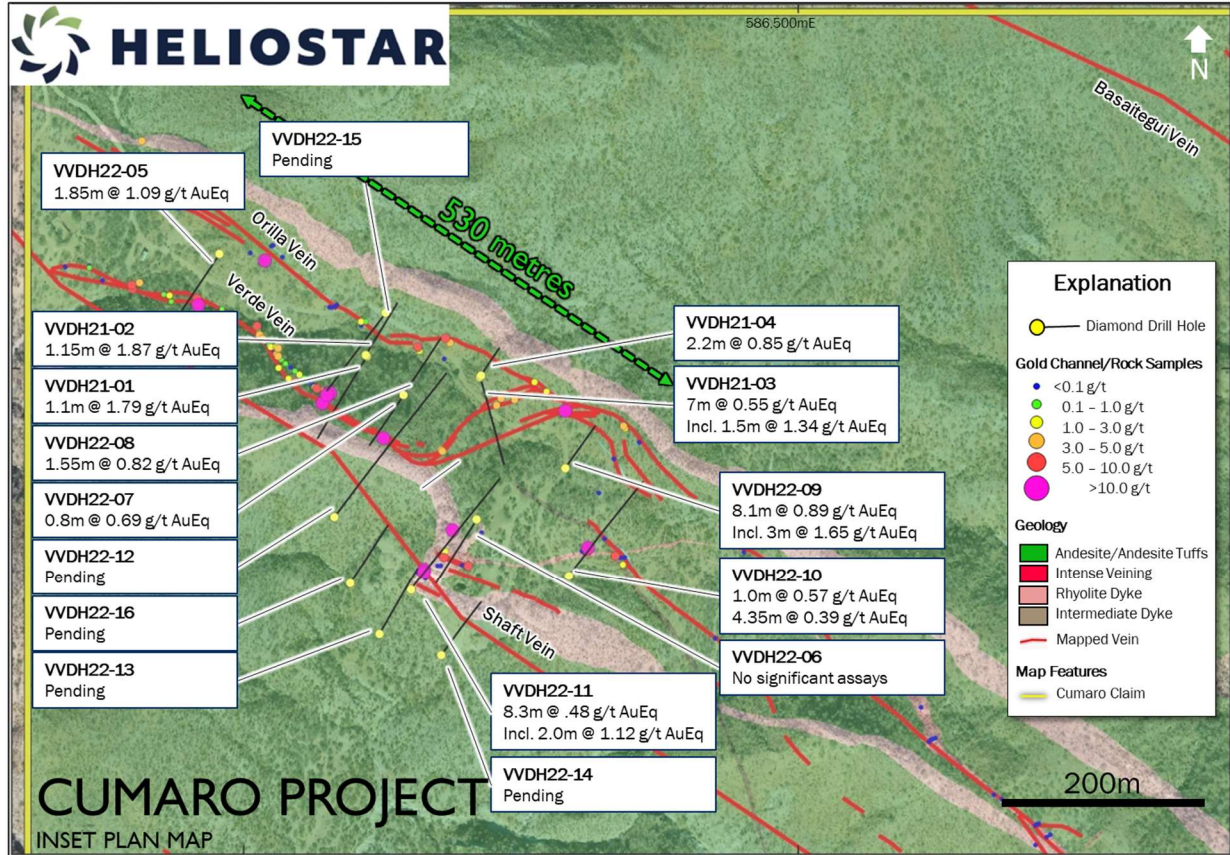 HELIOSTAR
586,500mE
N
Basaitegui Vein
VVDH22-15
Pending
VVDH22-05
1.85m @ 1.09 g/t AuEq
530 metres
Orilla Vein
Verde Vein
VVDH21-02
1.15m @ 1.87 g/t AuEq
VVDH21-01
1.1m @ 1.79 g/t AuEq
VVDH22-08
1.55m @ 0.82 g/t AuEq
VVDH22-07
0.8m @ 0.69 g/t AuEq
VVDH22-12
Pending
VVDH22-16
Pending
VVDH22-13
Pending
VVDH21-04
2.2m @ 0.85 g/t AuEq
VVDH21-03
7m @ 0.55 g/t AuEq
Incl. 1.5m @ 1.34 g/t AuEq
VVDH22-09
8.1m @ 0.89 g/t AuEq
Incl. 3m @ 1.65 g/t AuEq
VVDH22-10
1.0m @ 0.57 g/t AuEq
4.35m @ 0.39 g/t AuEq
VVDH22-06
No significant assays
Shaft Vein
VVDH22-11
8.3m @ .48 g/t AuEq
Incl. 2.0m @ 1.12 g/t AuEq
VVDH22-14
Pending
Explanation
Diamond Drill Hole
Gold Channel/Rock Samples
<0.1 g/t
0.1 – 1.0 g/t
1.0 – 3.0 g/t
3.0 – 5.0 g/t
5.0 – 10.0 g/t
>10.0 g/t
Geology
Andesite/Andesite Tuffs
Intense Veining
Rhyolite Dyke
Intermediate Dyke
Mapped Vein
Map Features
Cumaro Claim
200m
CUMARO PROJECT
INSET PLAN MAP